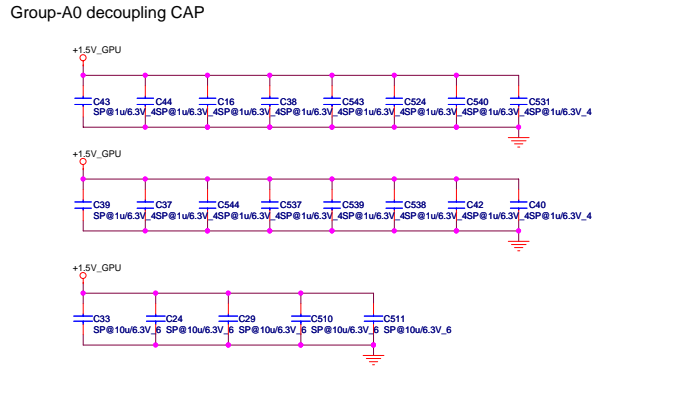 Group-A0 decoupling CAP
+1.5V_GPU
C43 C44 C16 C38 C543 C524 C540 C531
SP@1u/6.3V_4SP@1u/6.3V_4SP@1u/6.3V_4SP@1u/6.3V_4SP@1u/6.3V_4SP@1u/6.3V_4SP@1u/6.3V_4SP@1u/6.3V_4
+1.5V_GPU
C39 C37 C544 C537 C539 C538 C42 C40
SP@1u/6.3V_4SP@1u/6.3V_4SP@1u/6.3V_4SP@1u/6.3V_4SP@1u/6.3V_4SP@1u/6.3V_4SP@1u/6.3V_4SP@1u/6.3V_4
+1.5V_GPU
C33 C24 C29 C510 C511
SP@10u/6.3V_6 SP@10u/6.3V_6 SP@10u/6.3V_6 SP@10u/6.3V_6 SP@10u/6.3V_6